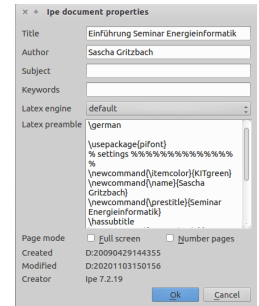 Ipe document properties
Title Einführung Seminar Energieinformatik
Author Sascha Gritzbach
Subject
Keywords
Latex engine default
Latex preamble \german
\usepackage{pifont}
% settings %%%%%%%%%%%%%%
%
\newcommand{\itemcolor}{KITgreen}
\newcommand{\name}{Sascha
Gritzbach}
\newcommand{\prestitle}{Seminar
Energieinformatik}
\hassubtitle
Page mode Full screen Number pages
Created D:20090429144355
Modified D:20201103150156
Creator Ipe 7.2.19
Ok Cancel